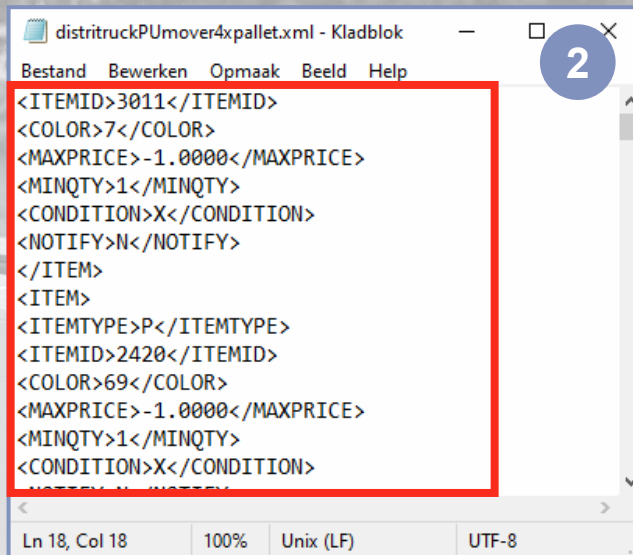 distritruckPUmover4xpallet.xml - Kladblok
2
Bestand Bewerken Opmaak Beeld Help
<ITEMID>3011</ITEMID>
<COLOR>7</COLOR>
<MAXPRICE>-1.0000</MAXPRICE>
<MINQTY>1</MINQTY>
<CONDITION>X</CONDITION>
<NOTIFY>N</NOTIFY>
</ITEM>
<ITEM>
<ITEMTYPE>P</ITEMTYPE>
<ITEMID>2420</ITEMID>
<COLOR>69</COLOR>
<MAXPRICE>-1.0000</MAXPRICE>
<MINQTY>1</MINQTY>
<CONDITION>X</CONDITION>
Ln 18, Col 18 100% Unix (LF) UTF-8